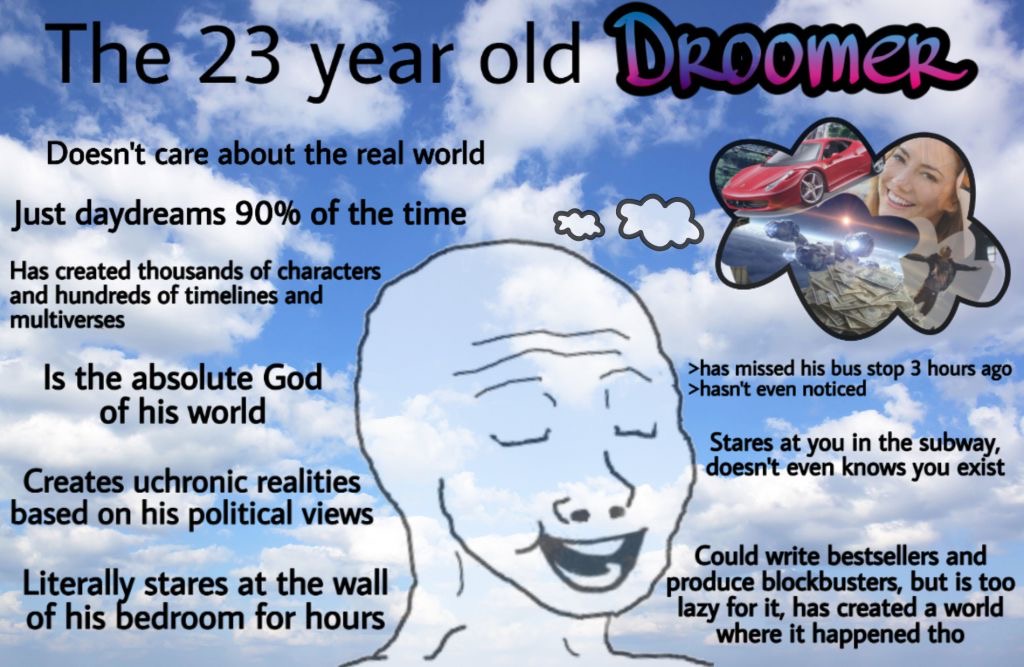 The 23 year old Droomer
Doesn't care about the real world
Just daydreams 90% of the time
Has created thousands of characters
and hundreds of timelines and
multiverses
Is the absolute God
of his world
Creates uchronic realities
based on his political views
Literally stares at the wall
of his bedroom for hours
>has missed his bus stop 3 hours ago
>hasn't even noticed
Stares at you in the subway,
doesn't even knows you exist
Could write bestsellers and
produce blockbusters, but is too
lazy for it, has created a world
where it happened tho